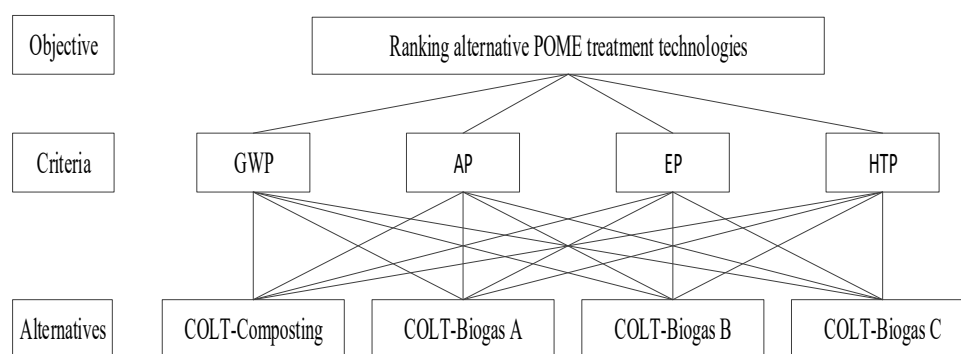 Objective
Ranking alternative POME treatment technologies
Criteria
GWP
AP
EP
HTP
Alternatives
COLT-Composting
COLT-Biogas A
COLT-Biogas B
COLT-Biogas C